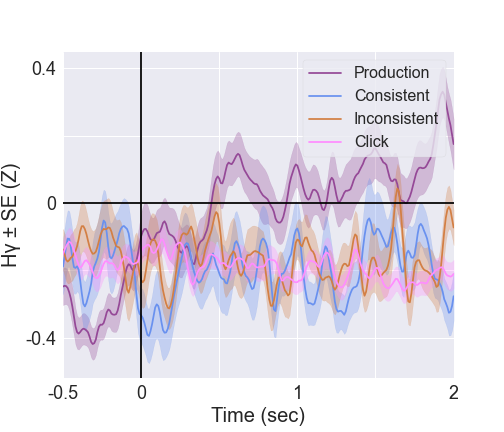 Production
Consistent
Inconsistent
Click
0.4
0
-0.4
Hγ ± SE (Z)
-0.5
0
1
2
Time (sec)